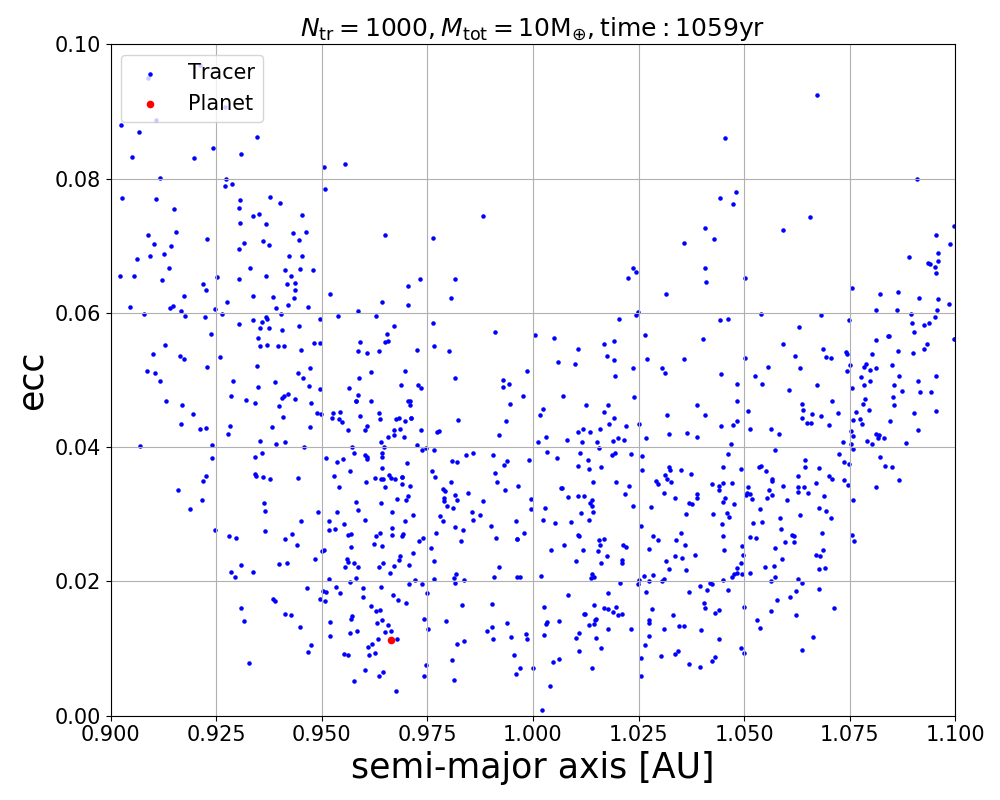 N_tr = 1000, M_tot = 10M_⊕, time : 1059yr
Tracer
Planet
0.10
0.08
0.06
0.04
0.02
0.00
ecc
0.900 0.925 0.950 0.975 1.000 1.025 1.050 1.075 1.100
semi-major axis [AU]